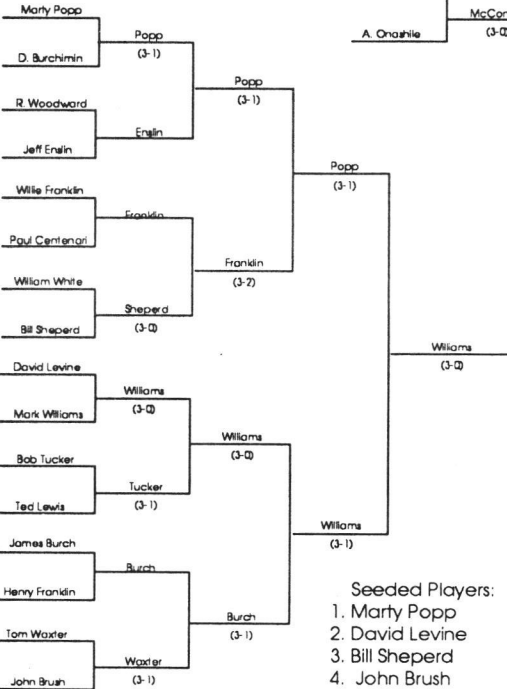 Marty Popp
D. Burchimin
R. Woodward
Jeff Enslin
Willie Franklin
Paul Centenari
William White
Bill Sheperd
David Levine
Mark Williams
Bob Tucker
Ted Lewis
James Burch
Henry Franklin
Tom Waxter
John Brush
Popp
(3-1)
Enslin
Franklin
Sheperd
(3-0)
Williams
(3-0)
Tucker
(3-1)
Burch
Waxter
(3-1)
Popp
(3-1)
Franklin
(3-2)
Williams
(3-0)
Burch
(3-1)
Popp
(3-1)
Williams
(3-1)
Williams
(3-0)
A. Onashile
(3-0)
Seeded Players:
1. Marty Popp
2. David Levine
3. Bill Sheperd
4. John Brush